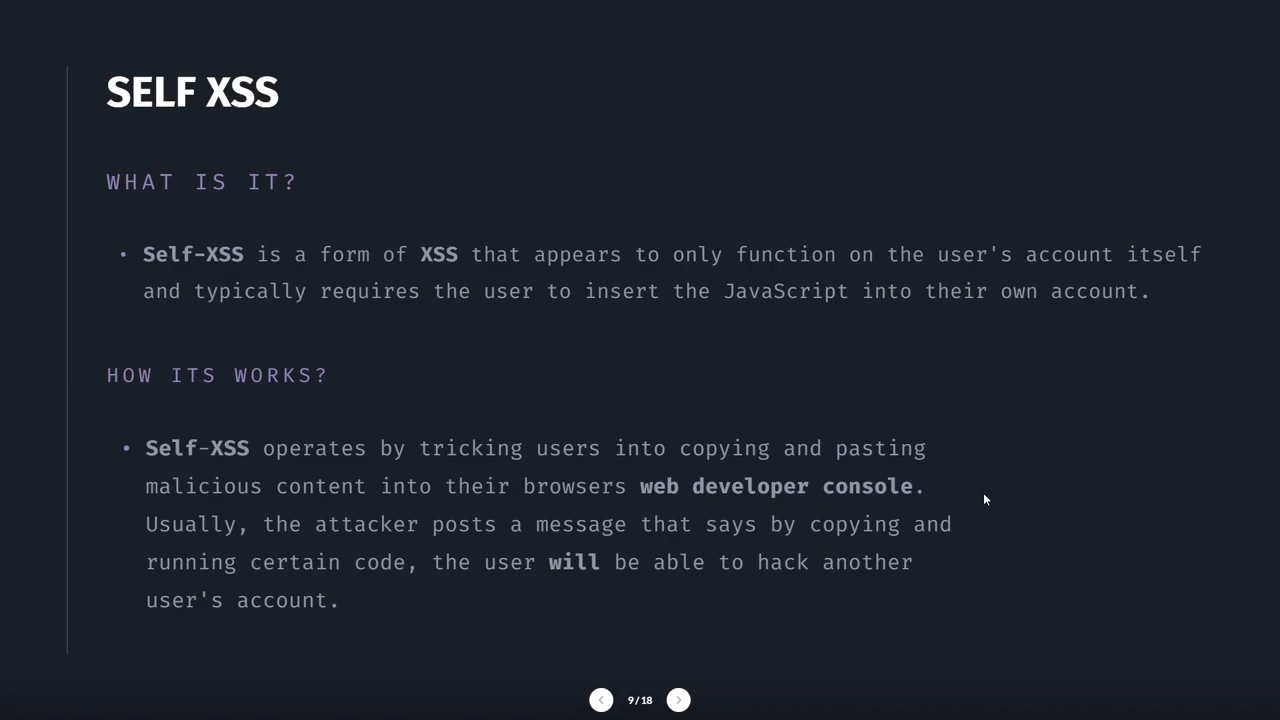 SELF XSS
WHAT IS IT?
• Self-XSS is a form of XSS that appears to only function on the user's account itself
and typically requires the user to insert the JavaScript into their own account.
HOW ITS WORKS?
• Self-XSS operates by tricking users into copying and pasting
malicious content into their browsers web developer console.
Usually, the attacker posts a message that says by copying and
running certain code, the user will be able to hack another
user's account.
9/18